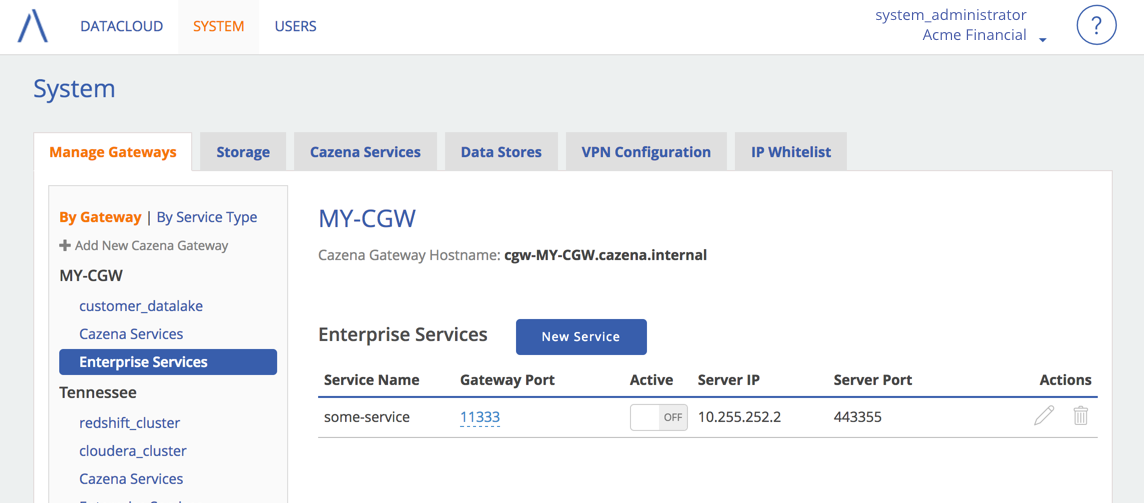 DATACLOUD SYSTEM USERS
system_administrator
Acme Financial
?
System
Manage Gateways Storage Cazena Services Data Stores VPN Configuration IP Whitelist
By Gateway | By Service Type
Add New Cazena Gateway
MY-CGW
customer_datalake
Cazena Services
Enterprise Services
Tennessee
redshift_cluster
cloudera_cluster
Cazena Services
MY-CGW
Cazena Gateway Hostname: cgw-MY-CGW.cazena.internal
Enterprise Services New Service
Service Name Gateway Port Active Server IP Server Port Actions
some-service 11333 OFF 10.255.252.2 443355